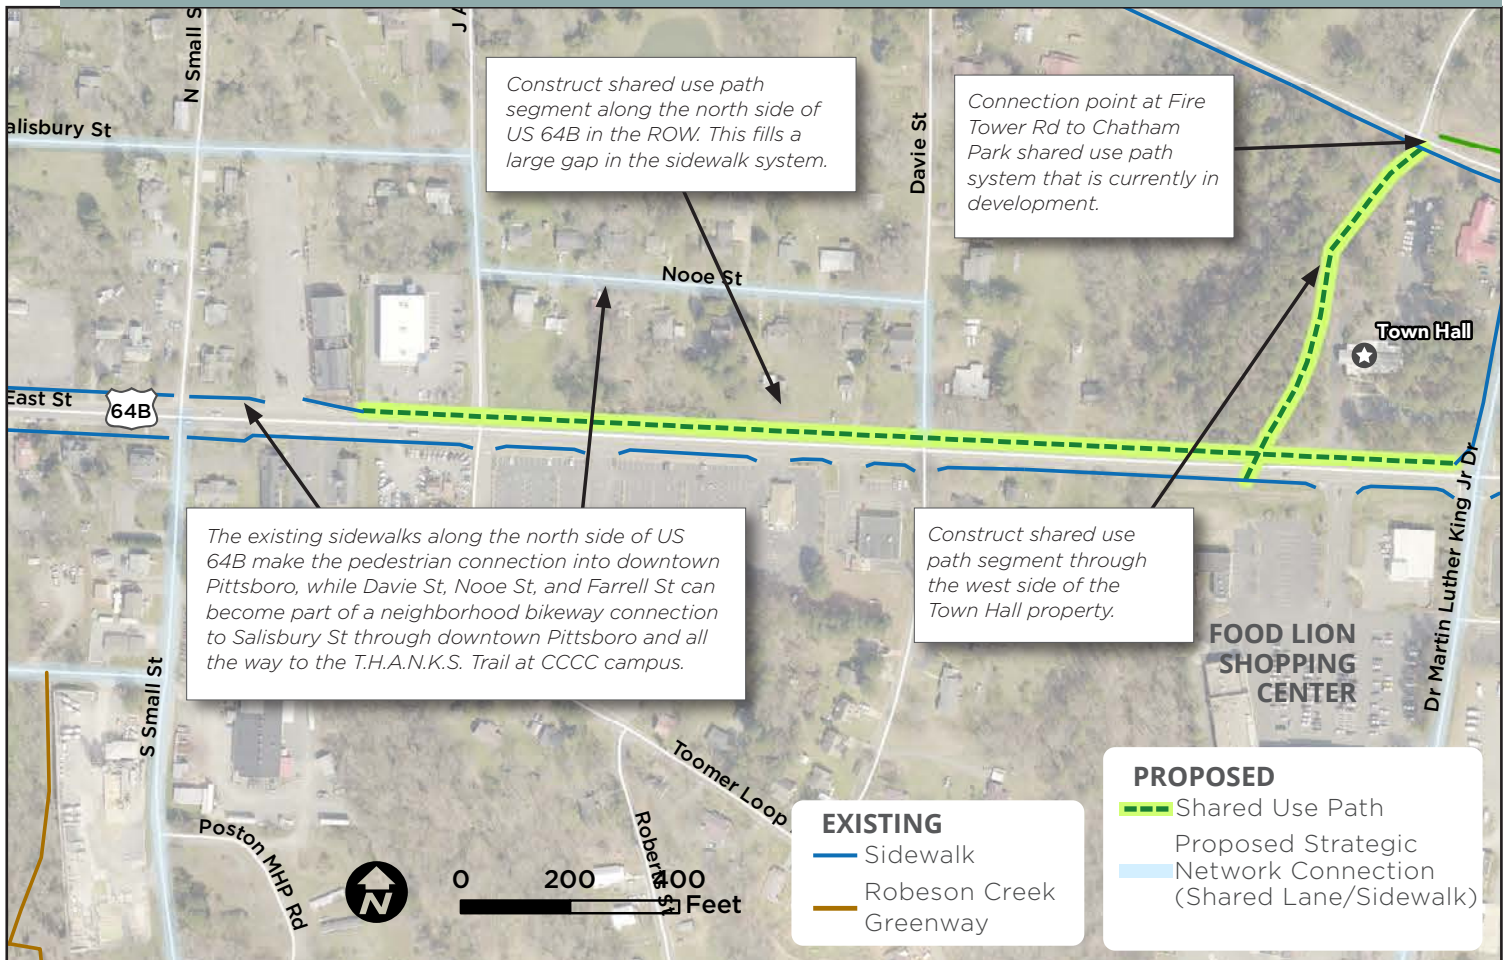 N Small S
J A
alisbury St
Construct shared use path
segment along the north side of
US 64B in the ROW. This fills a
large gap in the sidewalk system.
Davie St
Connection point at Fire
Tower Rd to Chatham
Park shared use path
system that is currently in
development.
Nooe St
Town Hall
East St
64B
The existing sidewalks along the north side of US
64B make the pedestrian connection into downtown
Pittsboro, while Davie St, Nooe St, and Farrell St can
become part of a neighborhood bikeway connection
to Salisbury St through downtown Pittsboro and all
the way to the T.H.A.N.K.S. Trail at CCCC campus.
Construct shared use
path segment through
the west side of the
Town Hall property.
FOOD LION
SHOPPING
CENTER
Dr Martin Luther King Jr Dr
S Small St
Toomer Loop
Roberts St
Poston MHP Rd
N
0 200 400
Feet
EXISTING
Sidewalk
Robeson Creek
Greenway
PROPOSED
Shared Use Path
Proposed Strategic
Network Connection
(Shared Lane/Sidewalk)